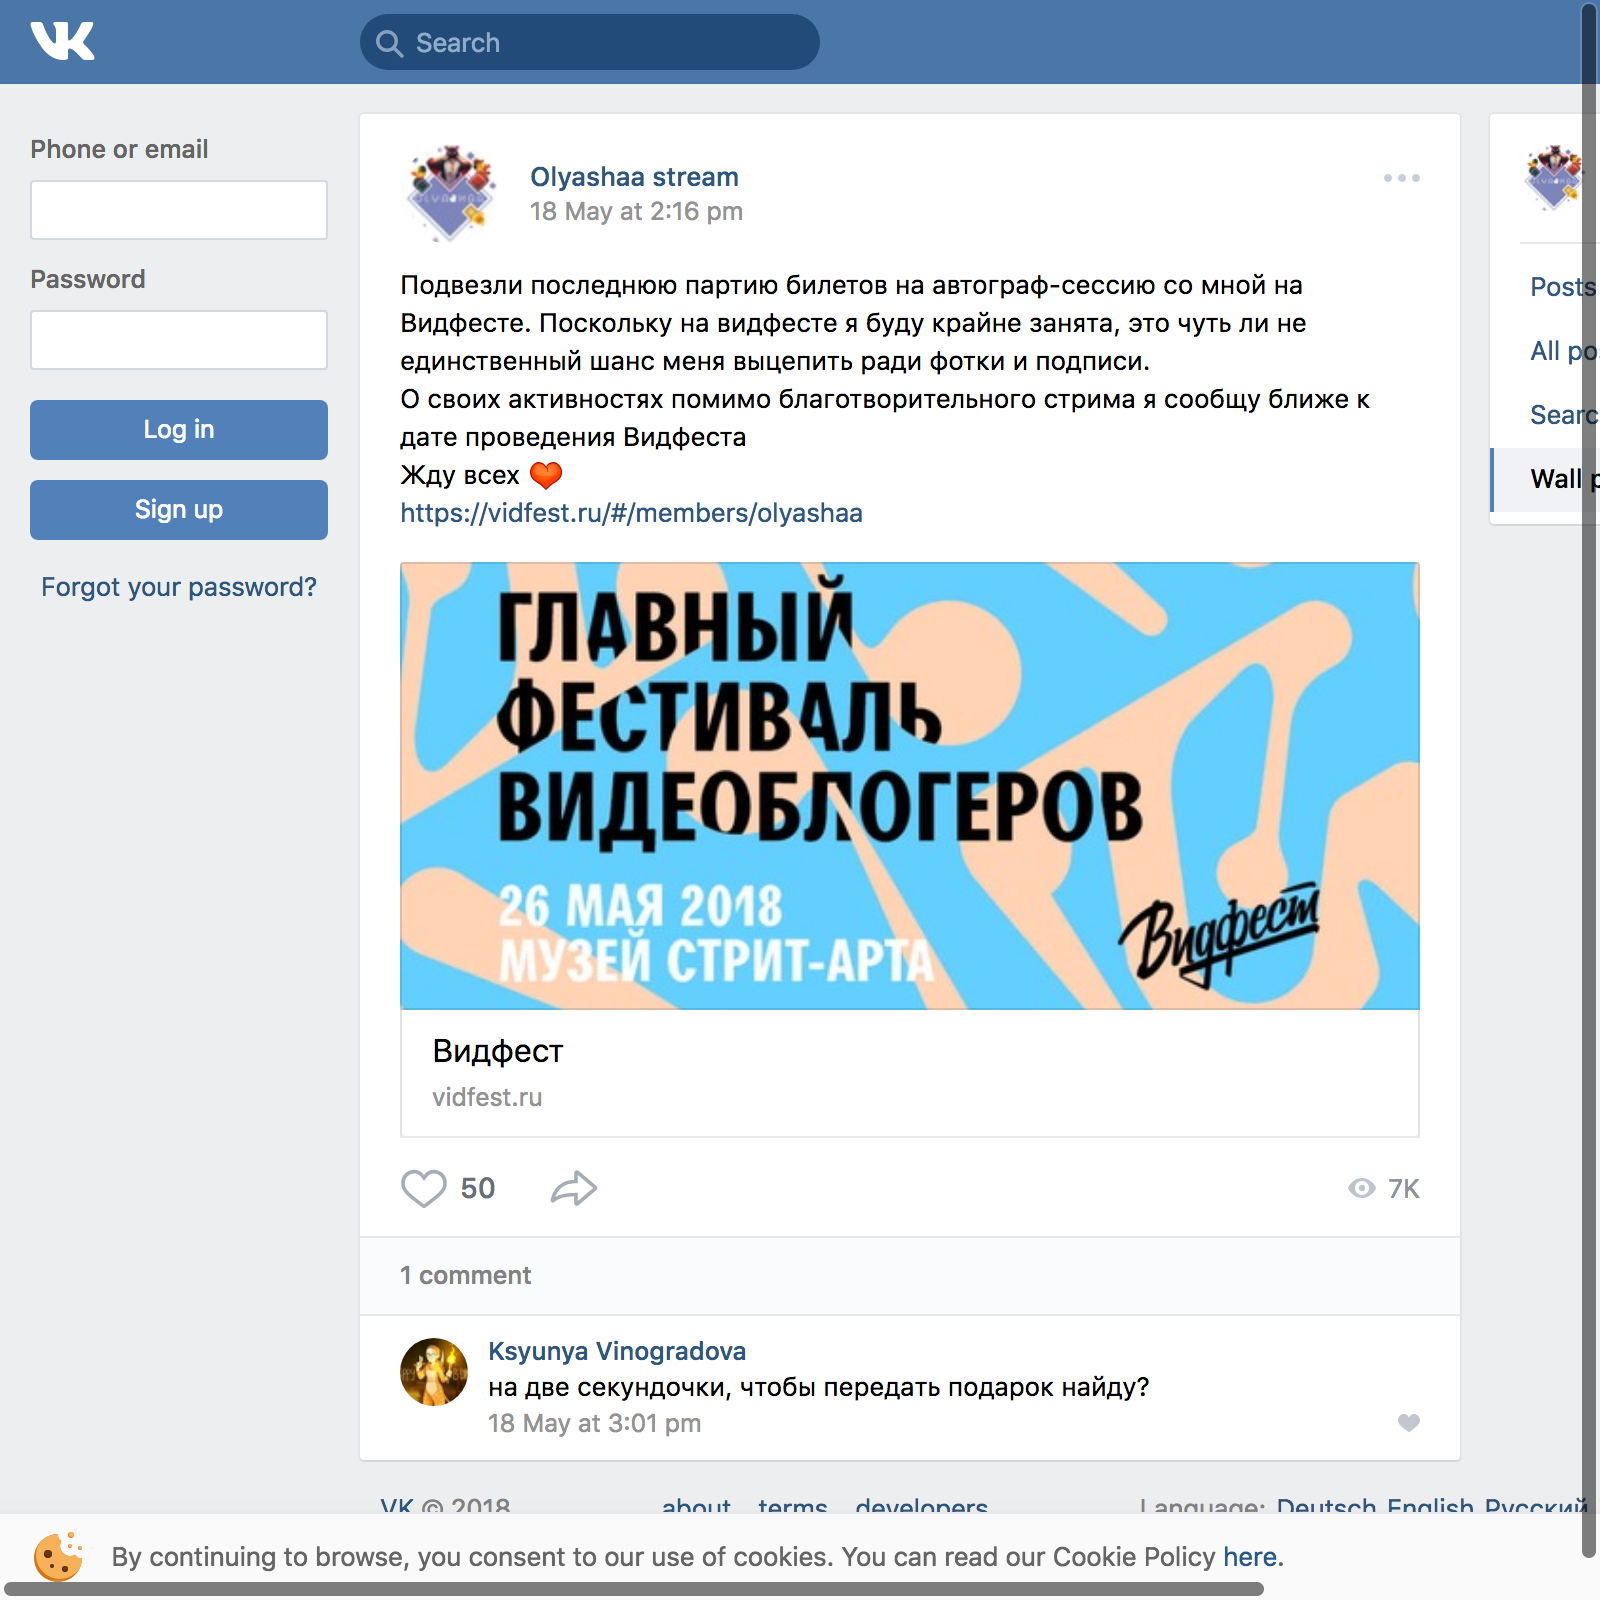 VK
Search
Phone or email
Password
Log in
Sign up
Forgot your password?
Olyashaa stream
18 May at 2:16 pm
Подвезли последнюю партию билетов на автограф-сессию со мной на
Видфесте. Поскольку на видфесте я буду крайне занята, это чуть ли не
единственный шанс меня выцепить ради фотки и подписи.
О своих активностях помимо благотворительного стрима я сообщу ближе к
дате проведения Видфеста
Жду всех
https://vidfest.ru/#/members/olyashaa
ГЛАВНЫЙ
ФЕСТИВАЛЬ
ВИДЕОБЛОГЕРОВ
26 МАЯ 2018
МУЗЕЙ СТРИТ-АРТА
Видфест
Видфест
vidfest.ru
50
7K
1 comment
Ksyunya Vinogradova
на две секундочки, чтобы передать подарок найду?
18 May at 3:01 pm
Posts
All po
Searc
Wall p
VK © 2018 about terms developers Language: Deutsch English Русский
By continuing to browse, you consent to our use of cookies. You can read our Cookie Policy here.